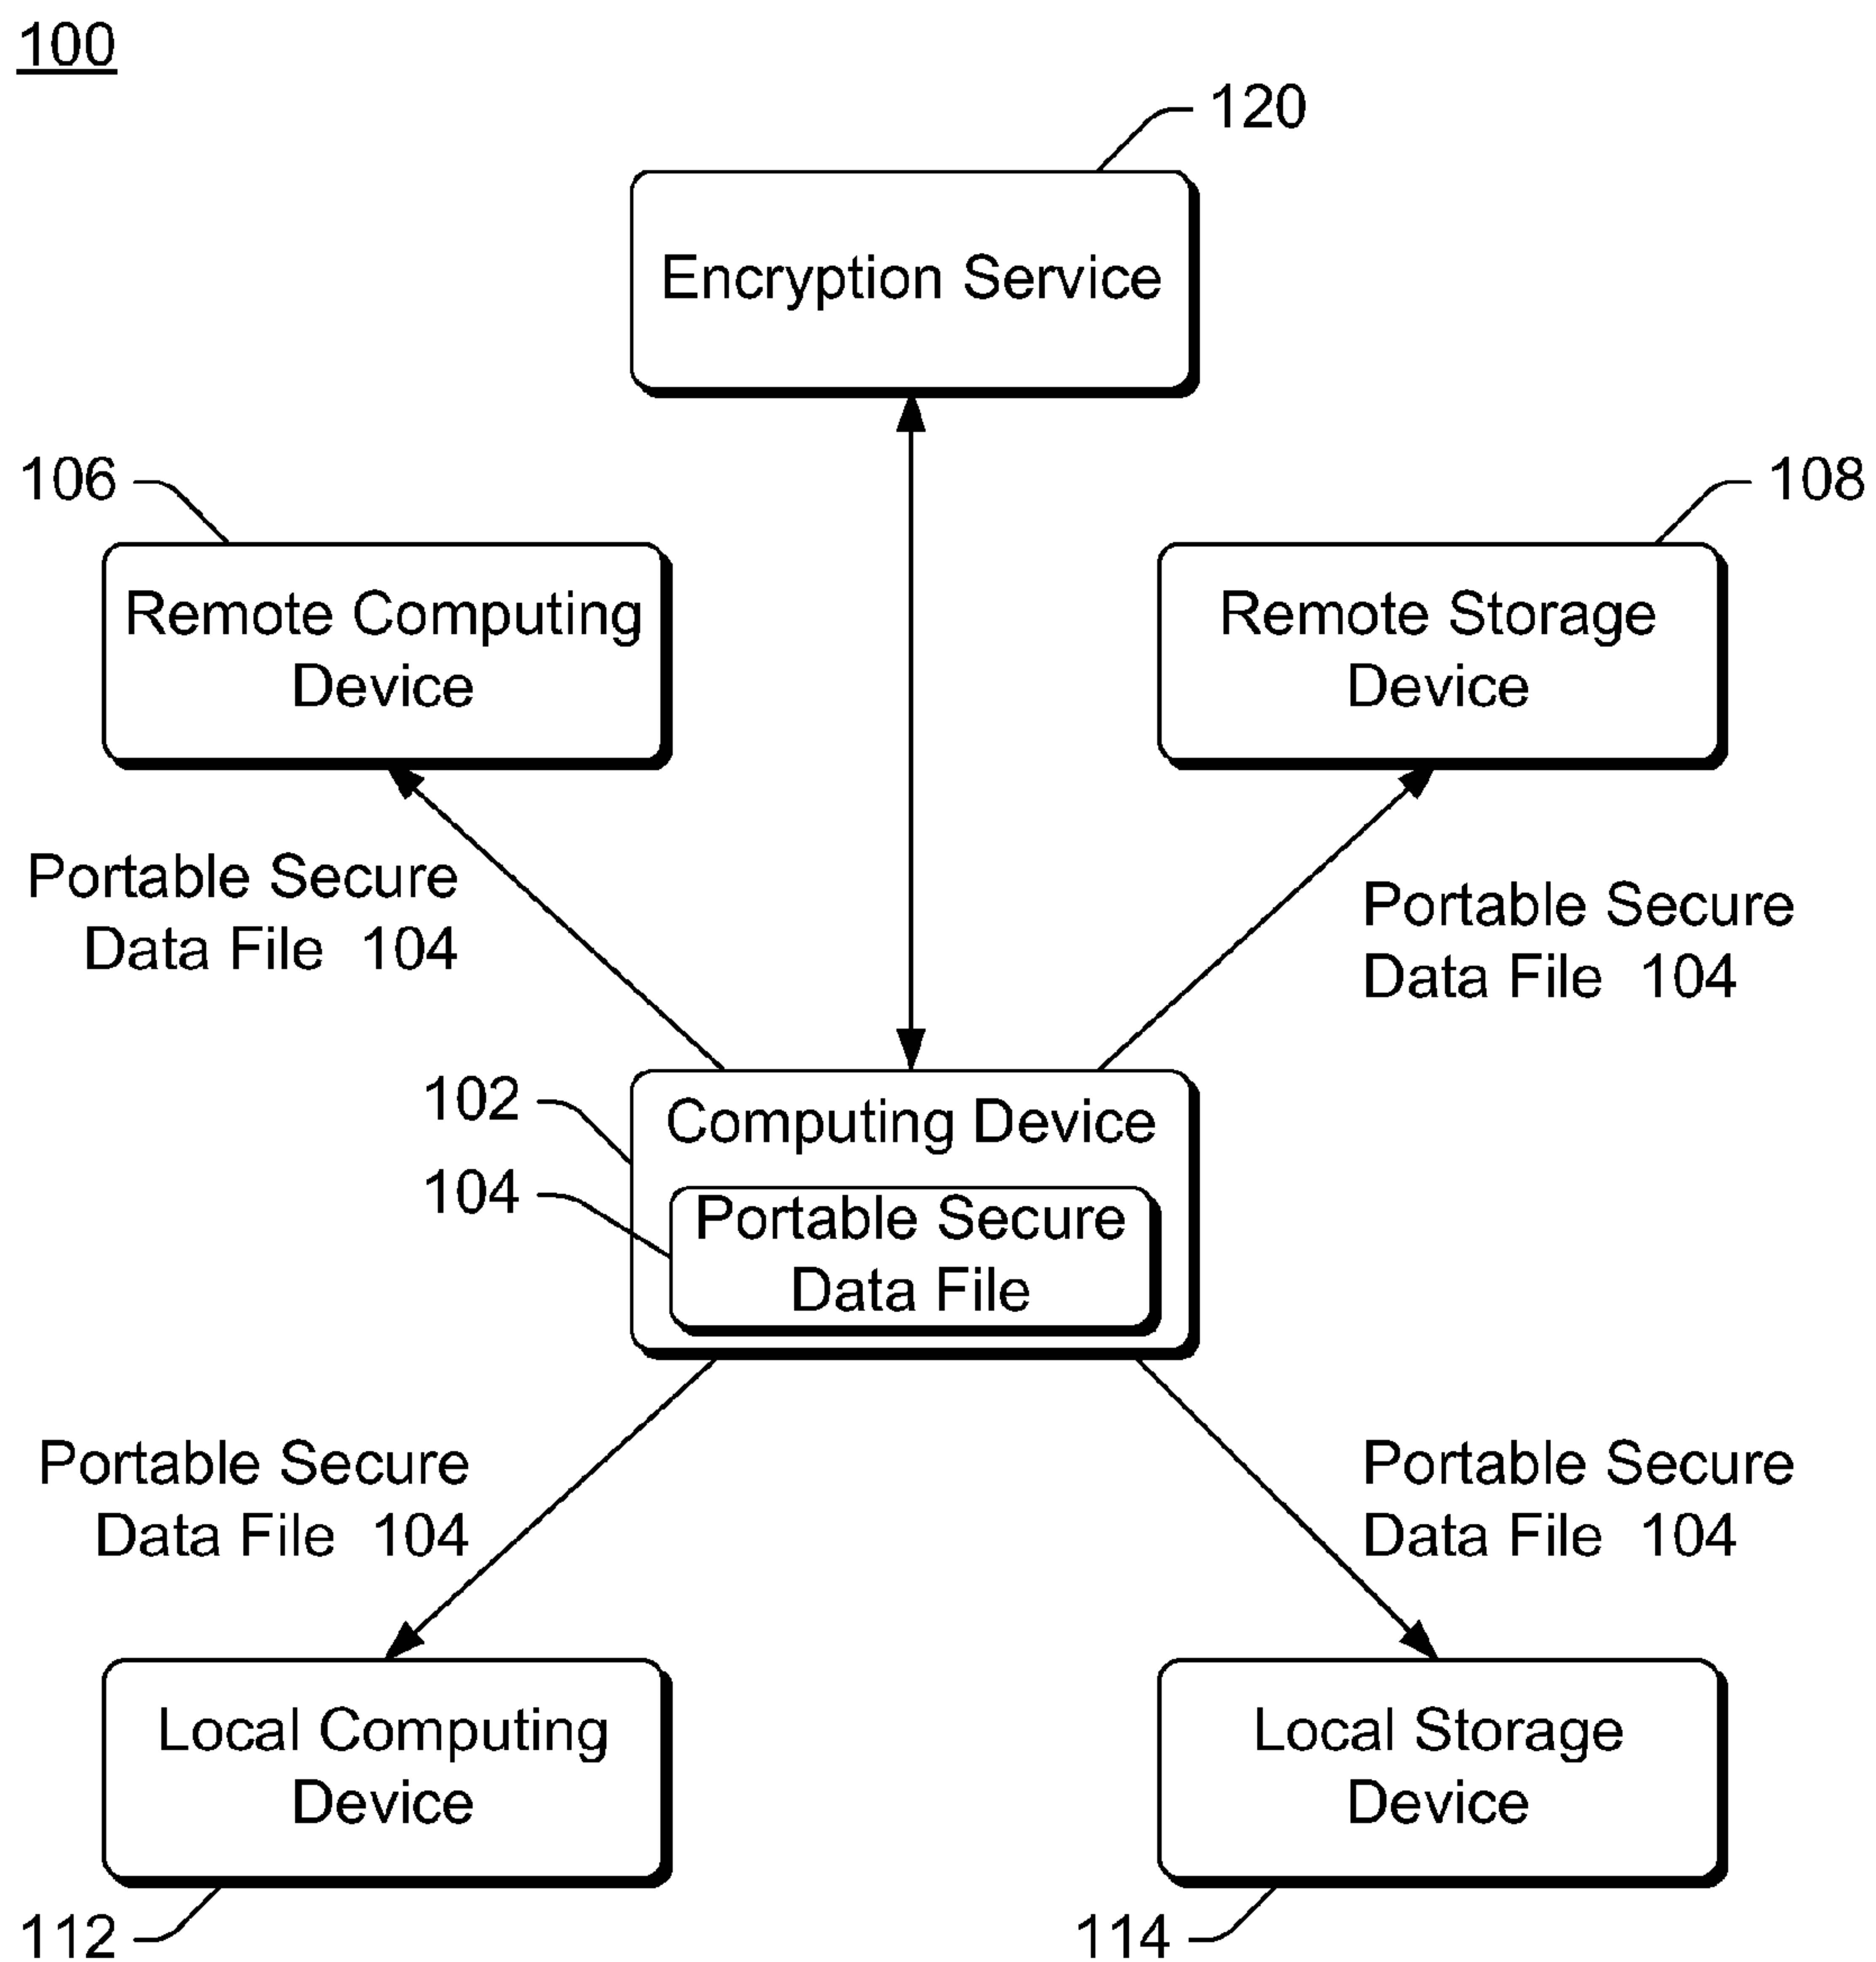 100
120
Encryption Service
106
108
Remote Computing
Device
Remote Storage
Device
Portable Secure
Data File 104
Portable Secure
Data File 104
102
Computing Device
104
Portable Secure
Data File
Portable Secure
Data File 104
Portable Secure
Data File 104
Local Computing
Device
Local Storage
Device
112
114